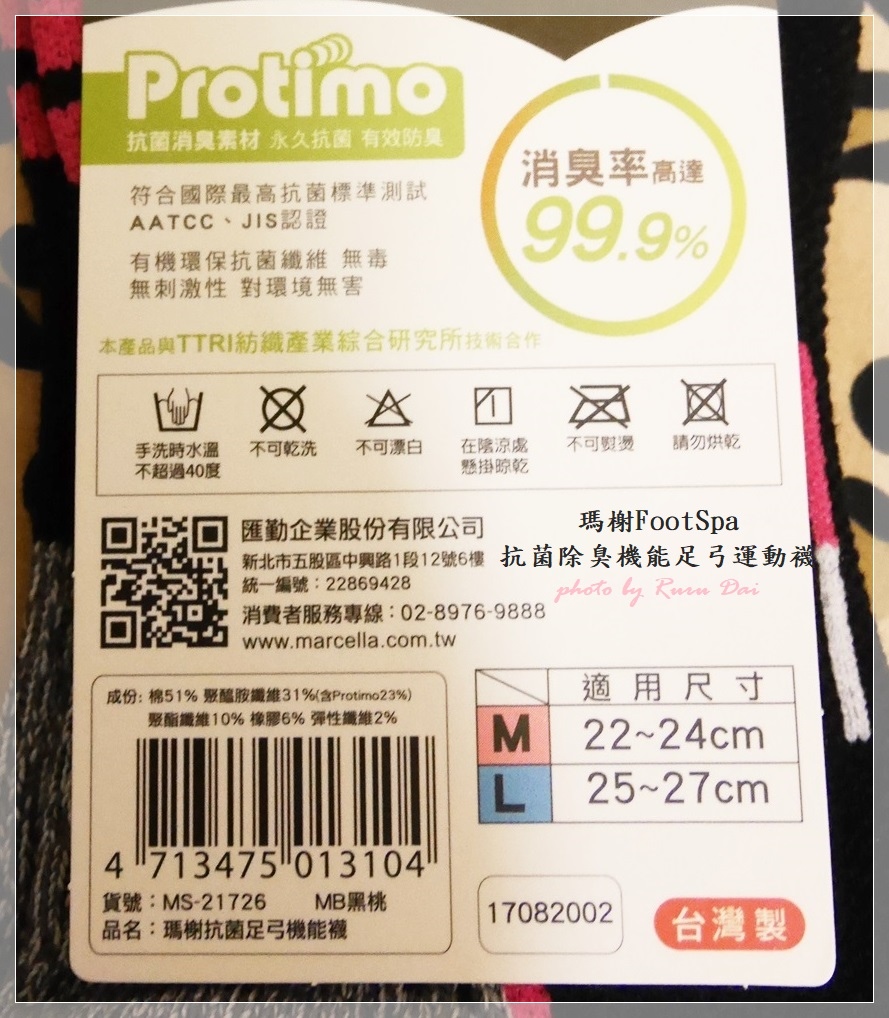 Protimo
抗菌消臭素材 永久抗菌 有效防臭
消臭率高達
99.9%
符合國際最高抗菌標準測試
AATCC、JIS認證
有機環保抗菌纖維 無毒
無刺激性 對環境無害
本產品與TTRI紡織產業綜合研究所技術合作
手洗時水溫
不超過40度
不可乾洗
不可漂白
在陰涼處
懸掛晾乾
不可熨燙
請勿烘乾
匯勤企業股份有限公司
新北市五股區中興路1段12號6樓
統一編號：22869428
消費者服務專線：02-8976-9888
www.marcella.com.tw
瑪榭FootSpa
抗菌除臭機能足弓運動襪
photo by Ruru Dai
成份: 棉51% 聚醯胺纖維31%(含Protimo23%)
聚酯纖維10% 橡膠6% 彈性纖維2%
4 713475 013104
貨號：MS-21726 MB黑桃
品名：瑪榭抗菌足弓機能襪
適用尺寸
M 22~24cm
L 25~27cm
17082002
台灣製